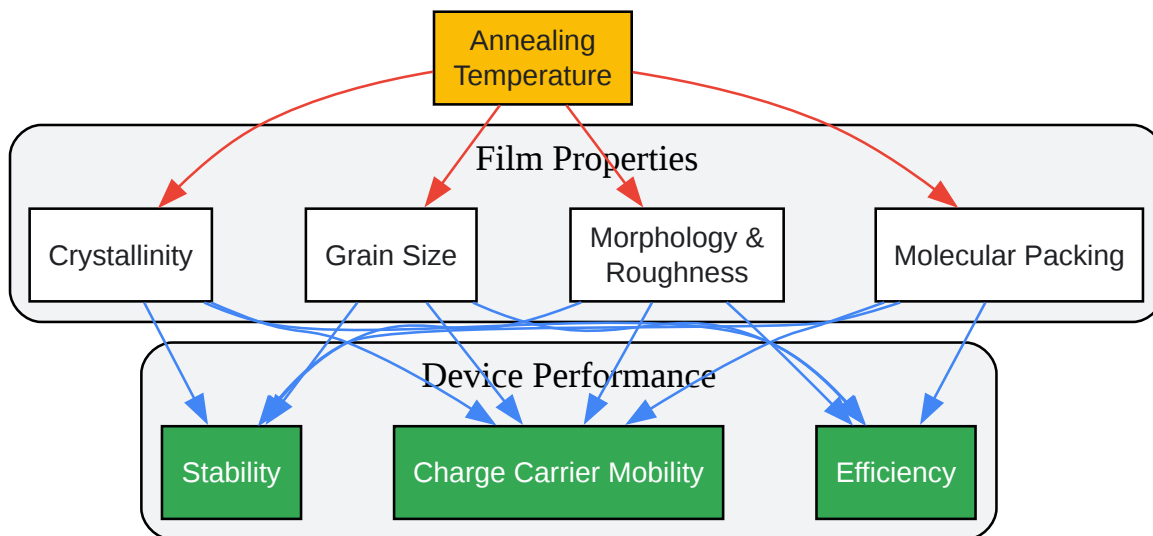 Annealing
Temperature
Film Properties
Crystallinity
Grain Size
Morphology &
Roughness
Molecular Packing
Device Performance
Stability
Charge Carrier Mobility
Efficiency